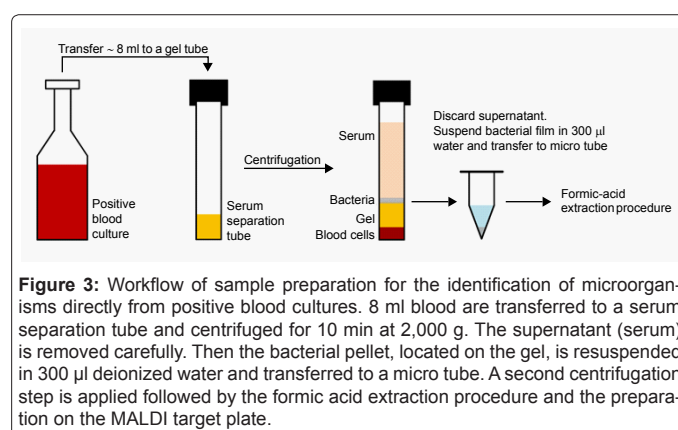 Transfer ~ 8 ml to a gel tube
Discard supernatant.
Suspend bacterial film in 300 µl
water and transfer to micro tube
Serum
Centrifugation
Positive
blood
culture
Serum
separation
tube
Bacteria
Gel
Blood cells
Formic-acid
extraction procedure
Figure 3: Workflow of sample preparation for the identification of microorgan-
isms directly from positive blood cultures. 8 ml blood are transferred to a serum
separation tube and centrifuged for 10 min at 2,000 g. The supernatant (serum)
is removed carefully. Then the bacterial pellet, located on the gel, is resuspended
in 300 µl deionized water and transferred to a micro tube. A second centrifugation
step is applied followed by the formic acid extraction procedure and the prepara-
tion on the MALDI target plate.